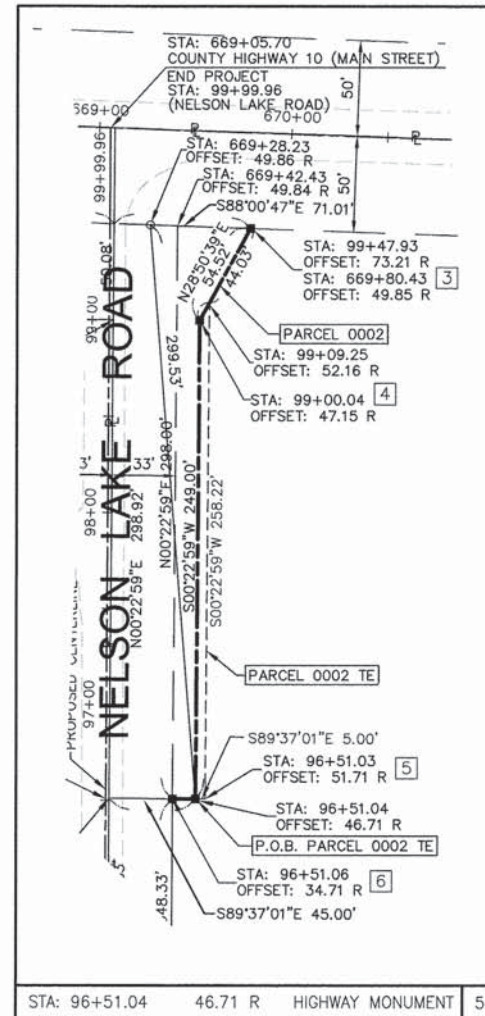 STA: 669+05.70
COUNTY HIGHWAY 10 (MAIN STREET)
END PROJECT
STA: 99+99.96
(NELSON LAKE ROAD)
669+00
670+00
50'
50'
99+99.96
STA: 669+28.23
OFFSET: 49.86 R
STA: 669+42.43
OFFSET: 49.84 R
S88°00'47"E 71.01'
N28°50'39"E
54.52'
44.03'
STA: 99+47.93
OFFSET: 73.21 R
STA: 669+80.43
OFFSET: 49.85 R
3
PARCEL 0002
STA: 99+09.25
OFFSET: 52.16 R
STA: 99+00.04
OFFSET: 47.15 R
4
99+00
299.53'
NELSON LAKE ROAD
33'
98+00
N00°22'59"E 298.92'
N00°22'59"E 298.00'
S00°22'59"W 249.00'
S00°22'59"W 258.22'
PARCEL 0002 TE
97+00
PROPOSED CENTERLINE
S89°37'01"E 5.00'
STA: 96+51.03
OFFSET: 51.71 R
5
STA: 96+51.04
OFFSET: 46.71 R
P.O.B. PARCEL 0002 TE
STA: 96+51.06
OFFSET: 34.71 R
6
S89°37'01"E 45.00'
48.33'
STA: 96+51.04 46.71 R HIGHWAY MONUMENT 5